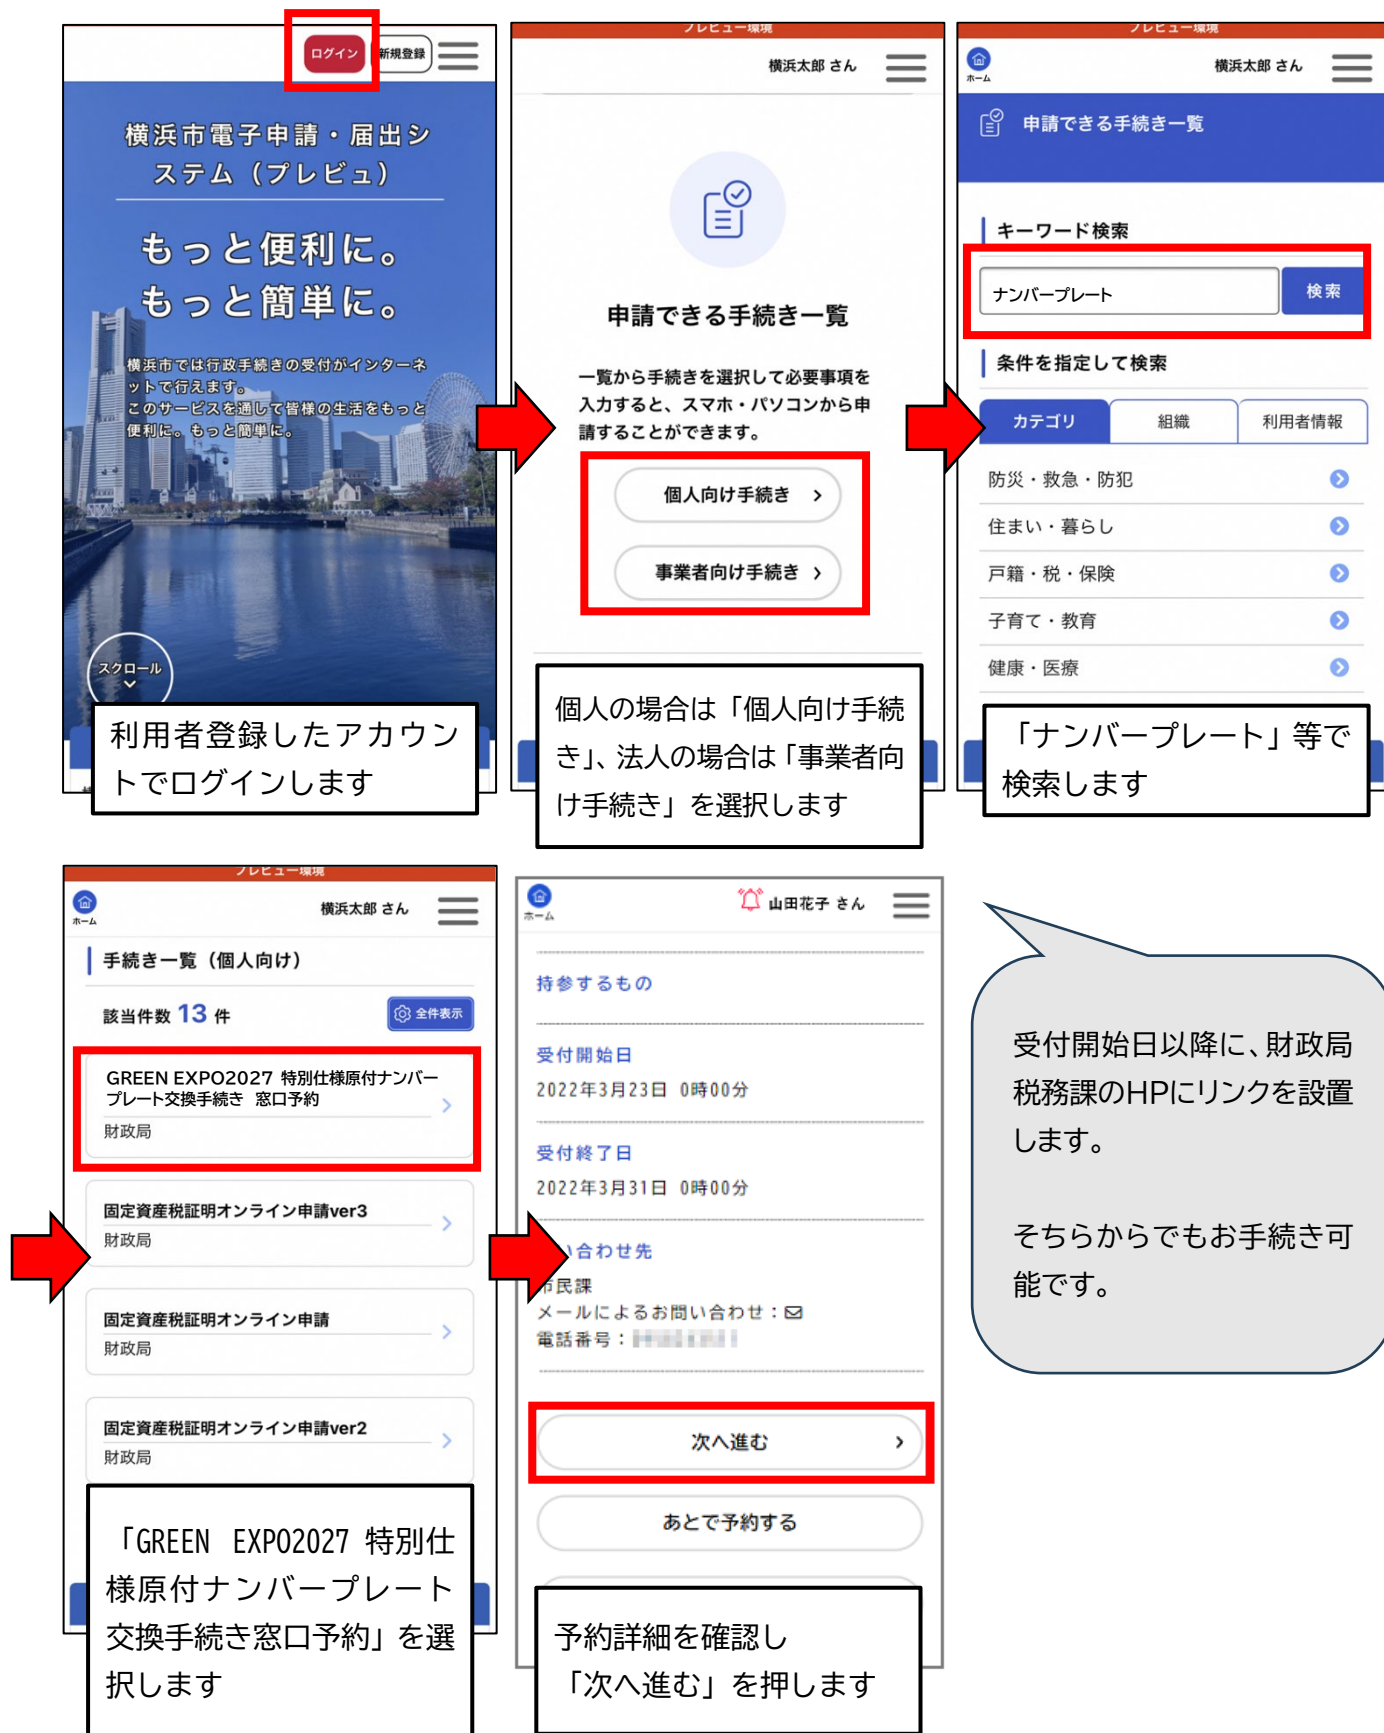 ログイン
新規登録
横浜市電子申請・届出シ
ステム（プレビュ）
もっと便利に。
もっと簡単に。
横浜市では行政手続きの受付がインターネ
ットで行えます。
このサービスを通して皆様の生活をもっと
便利に。もっと簡単に。
スクロール
利用者登録したアカウン
トでログインします
プレビュー環境
横浜太郎 さん
申請できる手続き一覧
一覧から手続きを選択して必要事項を
入力すると、スマホ・パソコンから申
請することができます。
個人向け手続き
事業者向け手続き
個人の場合は「個人向け手続
き」、法人の場合は「事業者向
け手続き」を選択します
プレビュー環境
ホーム
横浜太郎 さん
申請できる手続き一覧
キーワード検索
ナンバープレート
検索
条件を指定して検索
カテゴリ
組織
利用者情報
防災・救急・防犯
住まい・暮らし
戸籍・税・保険
子育て・教育
健康・医療
「ナンバープレート」等で
検索します
プレビュー環境
ホーム
横浜太郎 さん
手続き一覧（個人向け）
該当件数 13 件
全件表示
GREEN EXPO2027 特別仕様原付ナンバー
プレート交換手続き 窓口予約
財政局
固定資産税証明オンライン申請ver3
財政局
固定資産税証明オンライン申請
財政局
固定資産税証明オンライン申請ver2
財政局
「GREEN EXPO2027 特別仕
様原付ナンバープレート
交換手続き窓口予約」を選
択します
ホーム
山田花子 さん
持参するもの
受付開始日
2022年3月23日 0時00分
受付終了日
2022年3月31日 0時00分
い合わせ先
市民課
メールによるお問い合わせ：
電話番号：
次へ進む
あとで予約する
予約詳細を確認し
「次へ進む」を押します
受付開始日以降に、財政局
税務課のHPにリンクを設置
します。
そちらからでもお手続き可
能です。